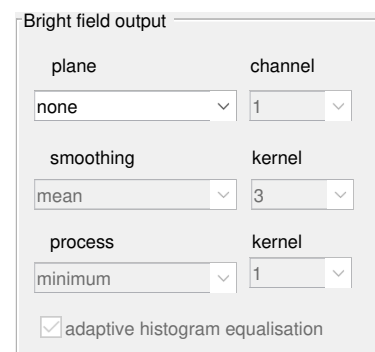 Bright field output
plane channel
none 1
smoothing kernel
mean 3
process kernel
minimum 1
adaptive histogram equalisation